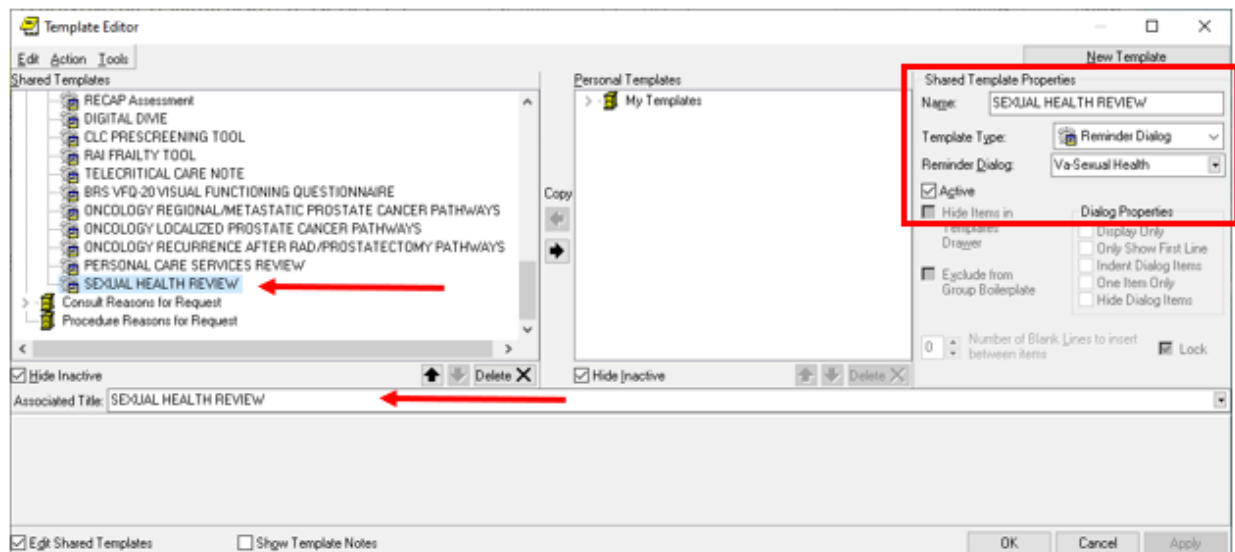 Template Editor
Edit Action Tools
New Template
Shared Templates
RECAP Assessment
DIGITAL DIVIE
CLC PRESCREENING TOOL
RAI FRAILTY TOOL
TELECRITICAL CARE NOTE
BRS VFQ-20 VISUAL FUNCTIONING QUESTIONNAIRE
ONCOLOGY REGIONAL/METASTATIC PROSTATE CANCER PATHWAYS
ONCOLOGY LOCALIZED PROSTATE CANCER PATHWAYS
ONCOLOGY RECURRENCE AFTER RAD/PROSTATECTOMY PATHWAYS
PERSONAL CARE SERVICES REVIEW
SEXUAL HEALTH REVIEW
Consult Reasons for Request
Procedure Reasons for Request
Hide Inactive
Delete
Copy
Personal Templates
My Templates
Hide Inactive
Delete
Shared Template Properties
Name: SEXUAL HEALTH REVIEW
Template Type: Reminder Dialog
Reminder Dialog: Va-Sexual Health
Active
Hide Items in
Templates
Drawer
Exclude from
Group Boilerplate
Dialog Properties
Display Only
Only Show First Line
Indent Dialog Items
One Item Only
Hide Dialog Items
0 Number of Blank Lines to insert
between items
Lock
Associated Title: SEXUAL HEALTH REVIEW
Edit Shared Templates Show Template Notes
OK Cancel Apply